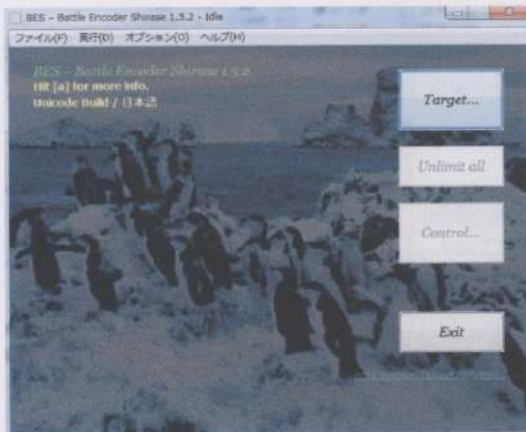 BES - Battle Encoder Shirase 1.3.2 - Idle
ファイル(F) 実行(D) オプション(O) ヘルプ(H)
BES - Battle Encoder Shirase 1.3.2
Hit [a] for more info.
Unicode Build / 日本語
Target...
Unlimit all
Control...
Exit